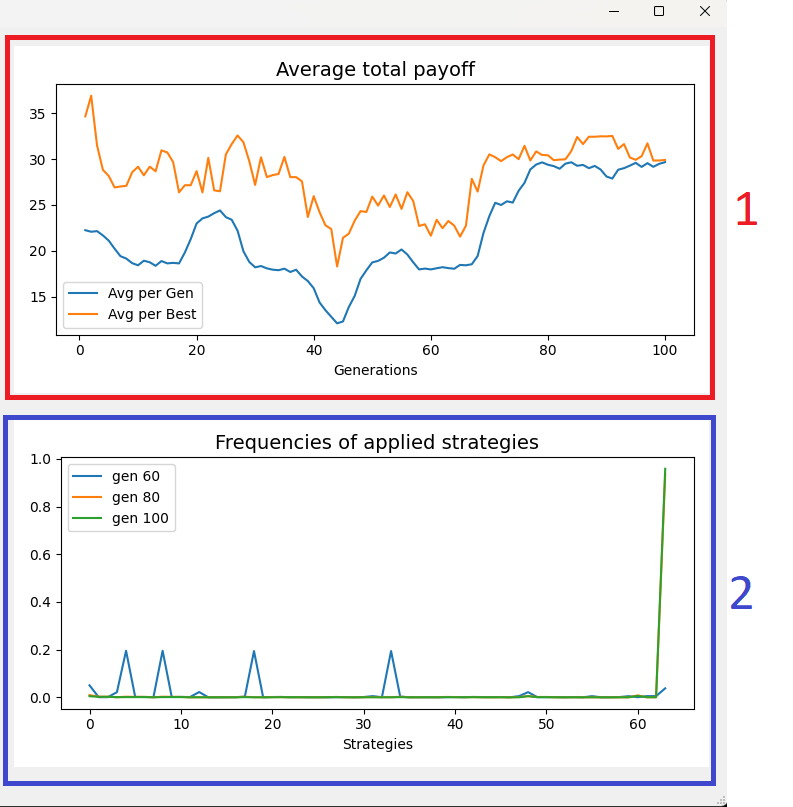 Average total payoff
35
30
25
20
15
Avg per Gen
Avg per Best
0 20 40 60 80 100
Generations
1
Frequencies of applied strategies
1.0
0.8
0.6
0.4
0.2
0.0
gen 60
gen 80
gen 100
0 10 20 30 40 50 60
Strategies
2